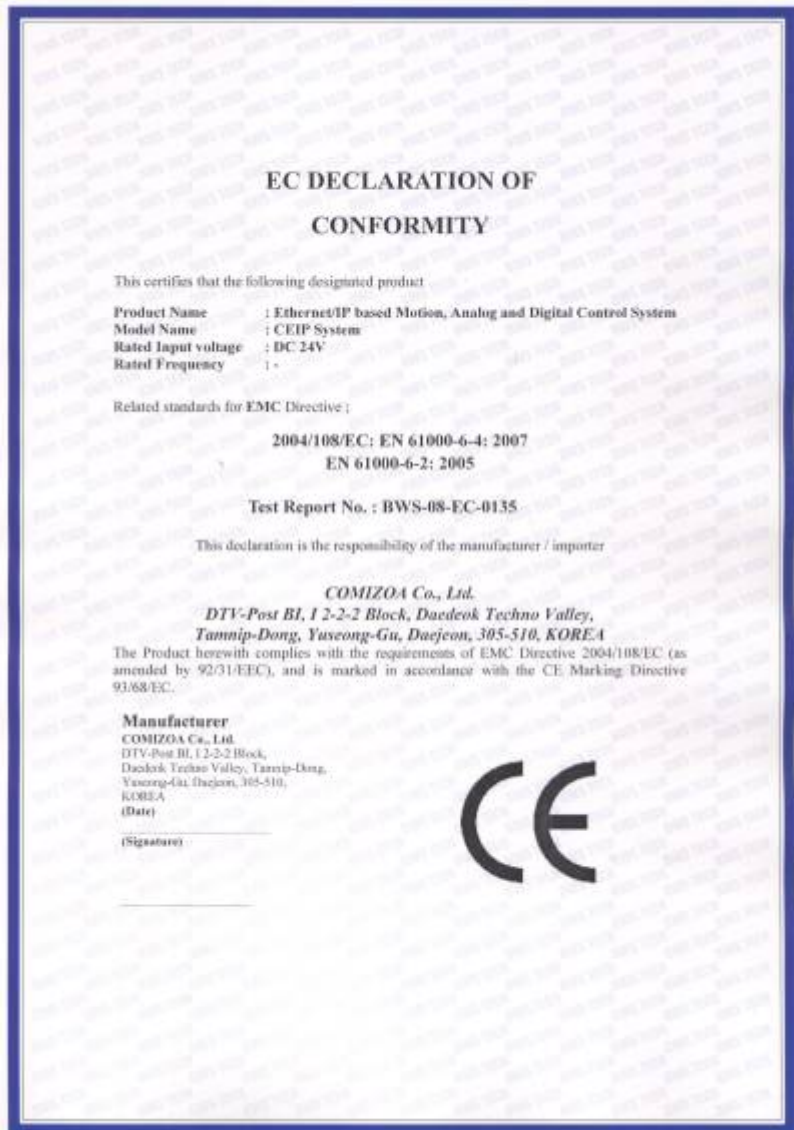 EC DECLARATION OF
CONFORMITY
This certifies that the following designated product
Product Name : Ethernet/IP based Motion, Analog and Digital Control System
Model Name : CEIP System
Rated Input voltage : DC 24V
Rated Frequency : -
Related standards for EMC Directive ;
2004/108/EC: EN 61000-6-4: 2007
EN 61000-6-2: 2005
Test Report No. : BWS-08-EC-0135
This declaration is the responsibility of the manufacturer / importer
COMIZOA Co., Ltd.
DTV-Post BI, I 2-2-2 Block, Daedeok Techno Valley,
Tamnip-Dong, Yuseong-Gu, Daejeon, 305-510, KOREA
The Product herewith complies with the requirements of EMC Directive 2004/108/EC (as
amended by 92/31/EEC), and is marked in accordance with the CE Marking Directive
93/68/EC.
Manufacturer
COMIZOA Co., Ltd.
DTV-Post BI, I 2-2-2 Block,
Daedeok Techno Valley, Tamnip-Dong,
Yuseong-Gu, Daejeon, 305-510,
KOREA
(Date)
(Signature)
CE